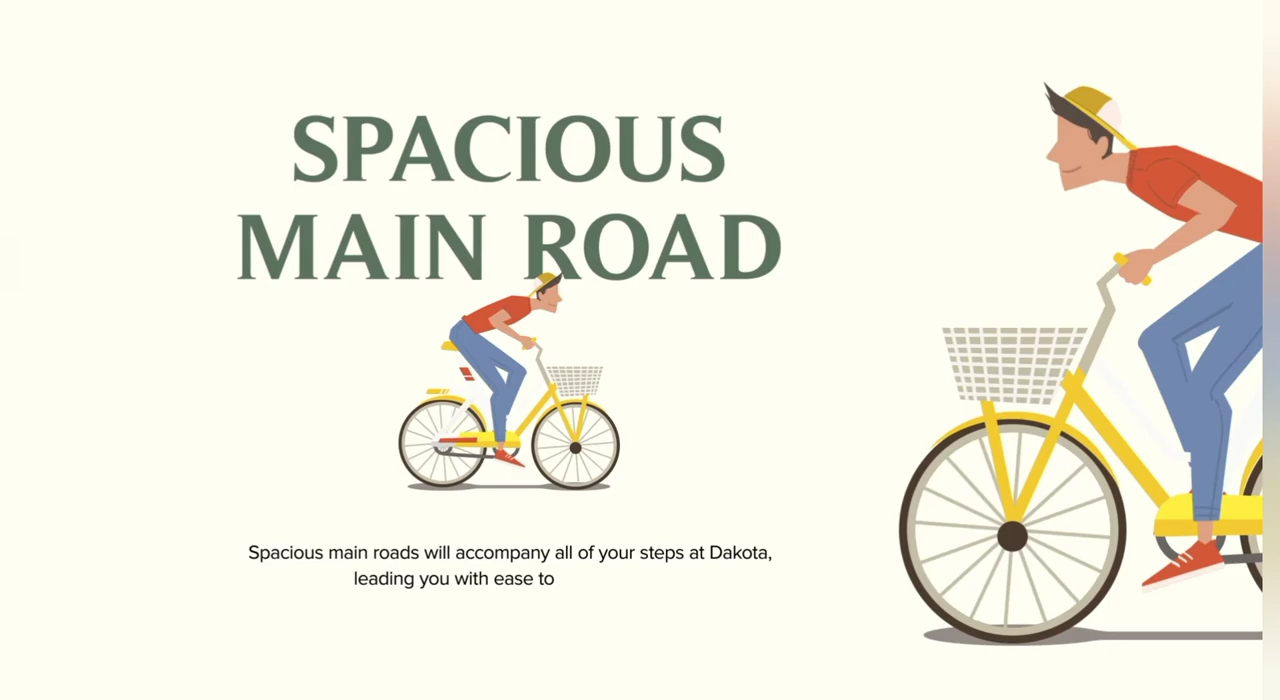 SPACIOUS
MAIN ROAD
Spacious main roads will accompany all of your steps at Dakota,
leading you with ease to